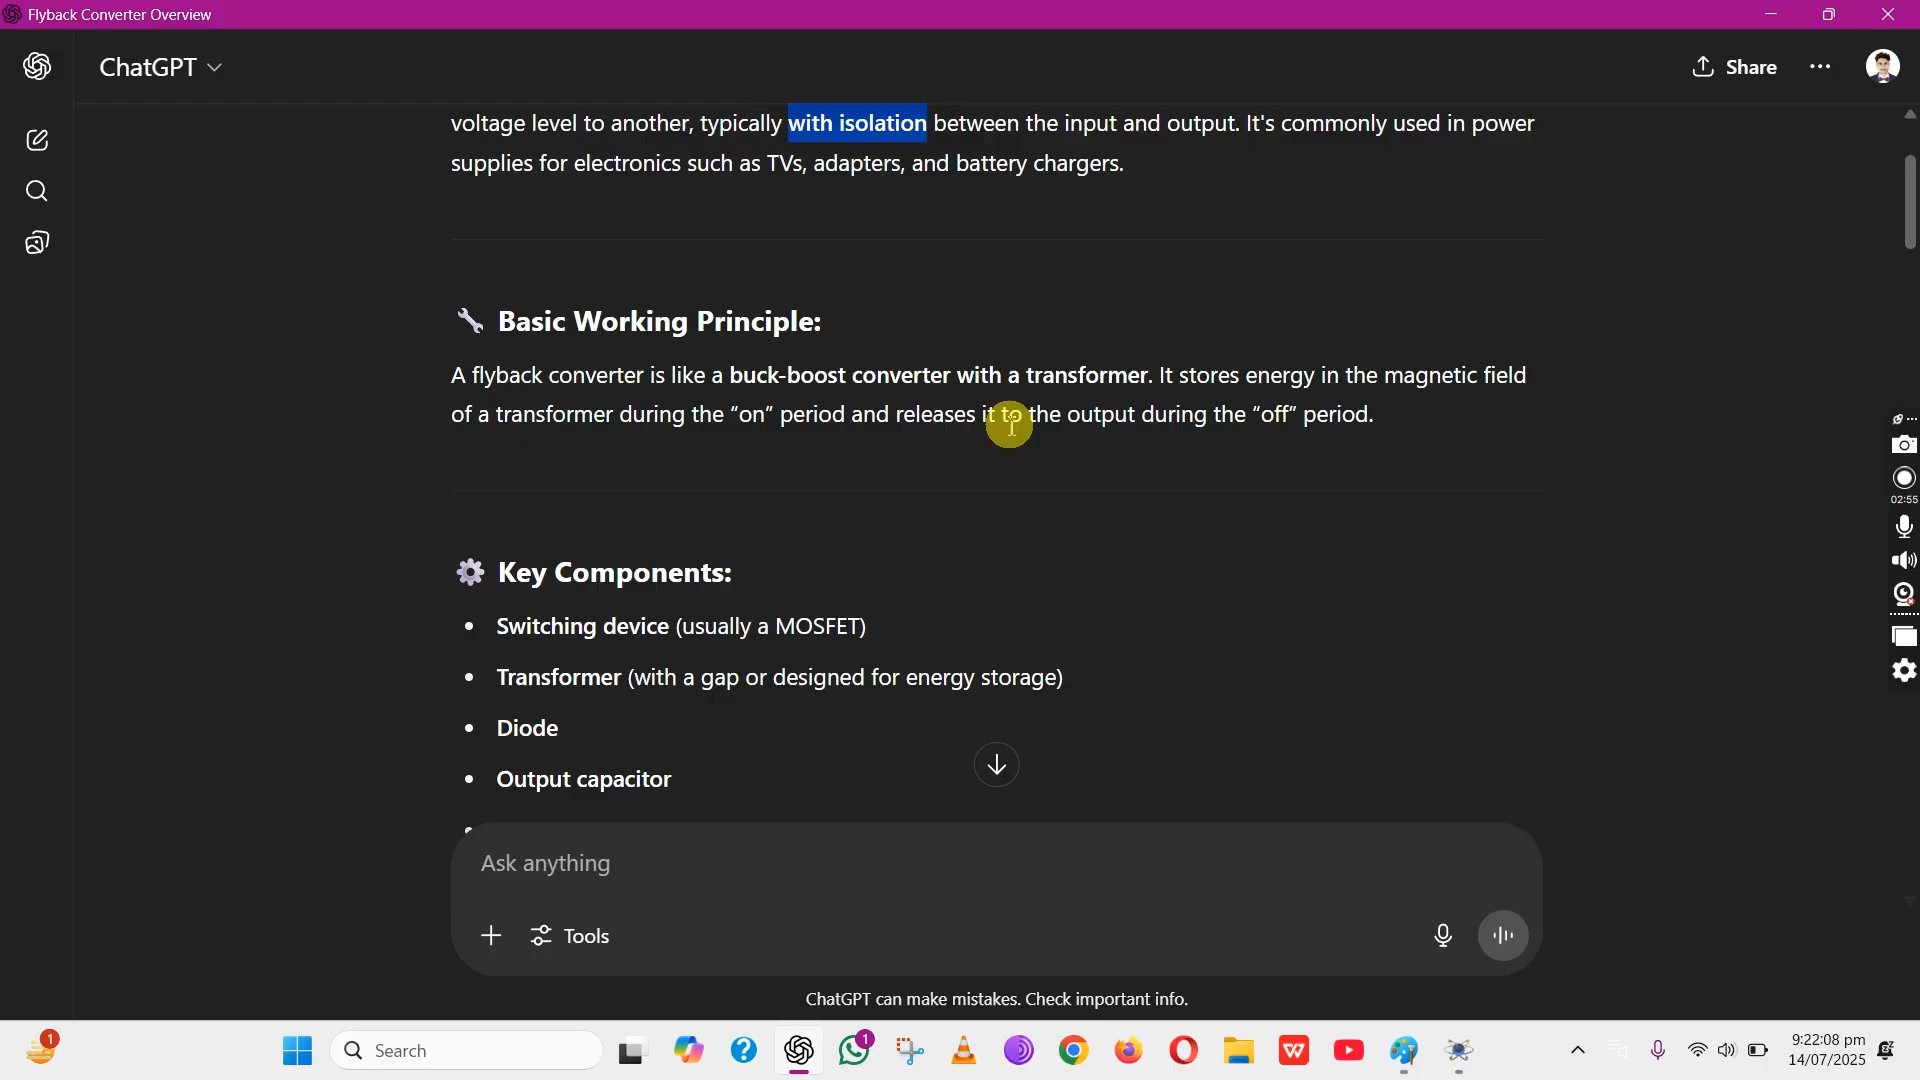 Flyback Converter Overview
ChatGPT
Share
voltage level to another, typically with isolation between the input and output. It's commonly used in power
supplies for electronics such as TVs, adapters, and battery chargers.
Basic Working Principle:
A flyback converter is like a buck-boost converter with a transformer. It stores energy in the magnetic field
of a transformer during the “on” period and releases it to the output during the “off” period.
Key Components:
• Switching device (usually a MOSFET)
• Transformer (with a gap or designed for energy storage)
• Diode
• Output capacitor
02:55
Ask anything
Tools
ChatGPT can make mistakes. Check important info.
1
Search
1
9:22:08 pm
14/07/2025